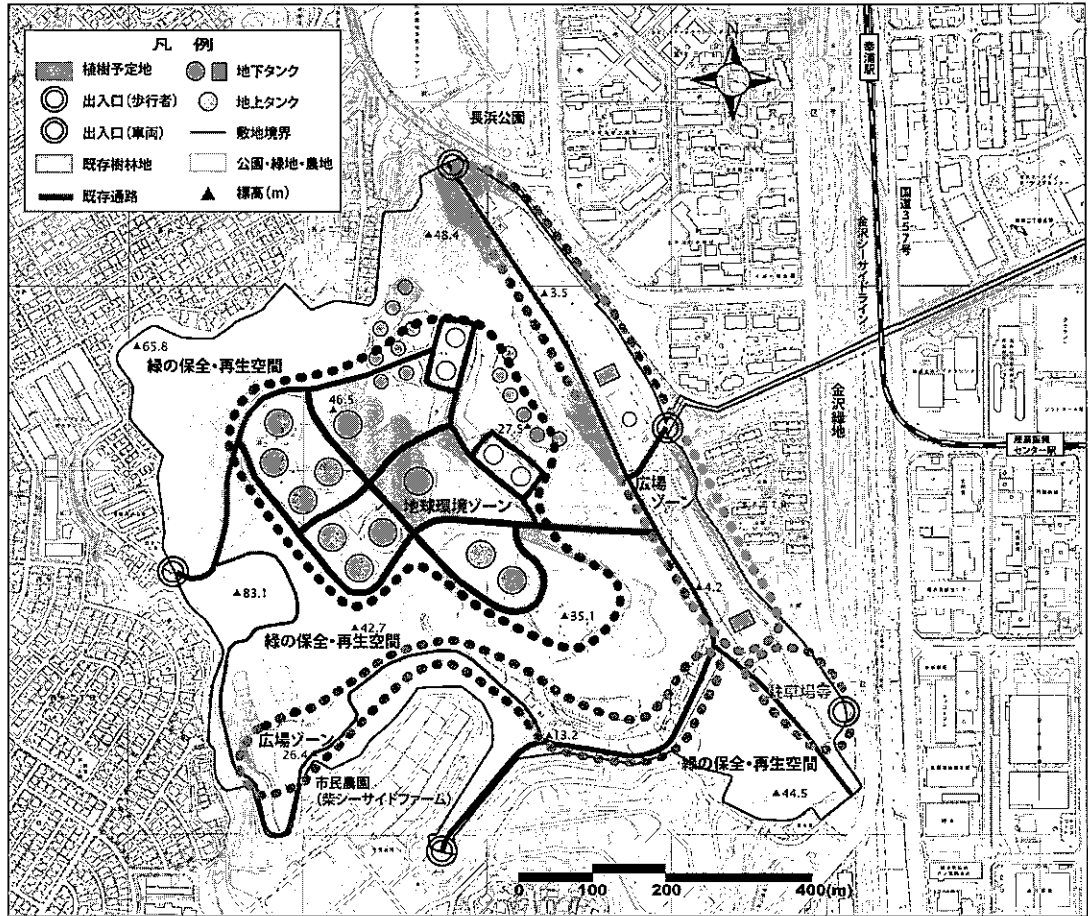 凡 例
植樹予定地
地下タンク
出入口(歩行者)
地上タンク
出入口(車両)
敷地境界
既存樹林地
公園・緑地・農地
既存通路
▲ 標高(m)
N
長浜公園
幸浦駅
国道357号
金沢シーサイドライン
▲48.4
▲3.5
▲65.8
緑の保全・再生空間
46.5
27.5
金沢緑地
産業振興
センター駅
広場
ゾーン
地球環境ゾーン
▲83.1
▲4.2
▲35.1
▲42.7
緑の保全・再生空間
駐車場等
広場ゾーン
26.4
▲13.2
緑の保全・再生空間
市民農園
(柴シーサイドファーム)
▲44.5
0 100 200 400(m)